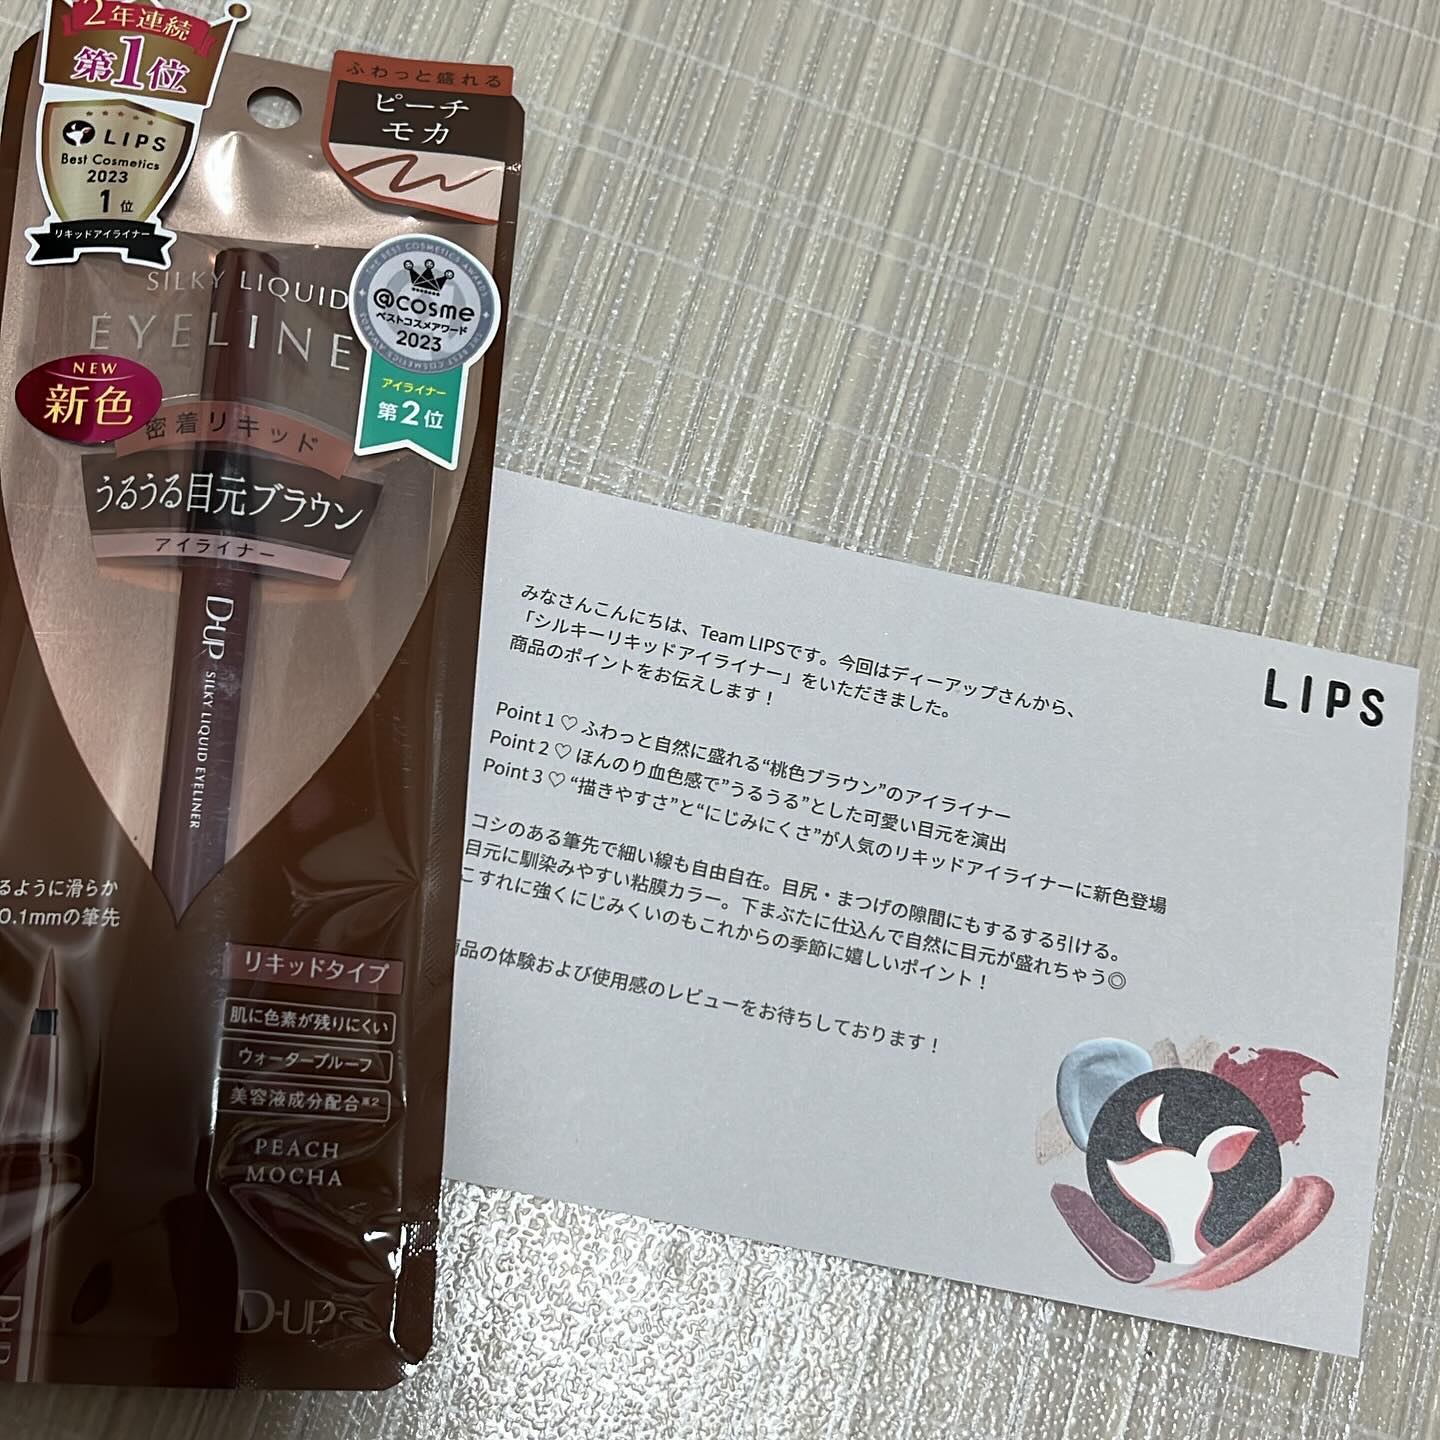 2年連続
第1位
LIPS
Best Cosmetics
2023
1位
リキッドアイライナー
ふわっと盛れる
ピーチ
モカ
SILKY LIQUID
EYELINE
@cosme
ベストコスメアワード
2023
THE BEST COSMETICS AWARDS
アイライナー
第2位
NEW
新色
密着リキッド
うるうる目元ブラウン
アイライナー
D-UP SILKY LIQUID EYELINER
るように滑らか
0.1mmの筆先
リキッドタイプ
肌に色素が残りにくい
ウォータープルーフ
美容液成分配合※2
PEACH
MOCHA
D-UP
LIPS
みなさんこんにちは、Team LIPSです。今回はディーアップさんから、
「シルキーリキッドアイライナー」をいただきました。
商品のポイントをお伝えします！
Point 1 ♡ ふわっと自然に盛れる“桃色ブラウン”のアイライナー
Point 2 ♡ ほんのり血色感で”うるうる”とした可愛い目元を演出
Point 3 ♡ “描きやすさ”と“にじみにくさ”が人気のリキッドアイライナーに新色登場
コシのある筆先で細い線も自由自在。目尻・まつげの隙間にもするする引ける。
目元に馴染みやすい粘膜カラー。下まぶたに仕込んで自然に目元が盛れちゃう◎
こすれに強くにじみくいのもこれからの季節に嬉しいポイント！
品の体験および使用感のレビューをお待ちしております！